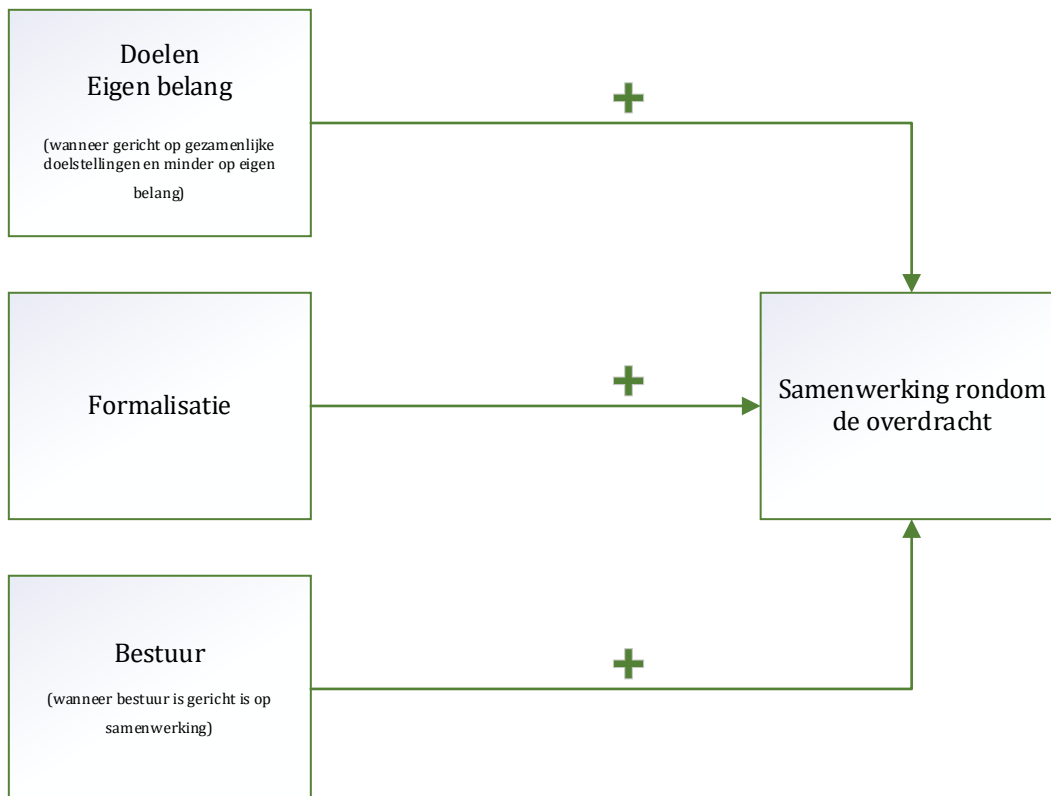 Doelen
Eigen belang
(wanneer gericht op gezamenlijke
doelstellingen en minder op eigen
belang)
+
Formalisatie
+
Samenwerking rondom
de overdracht
Bestuur
(wanneer bestuur is gericht is op
samenwerking)
+